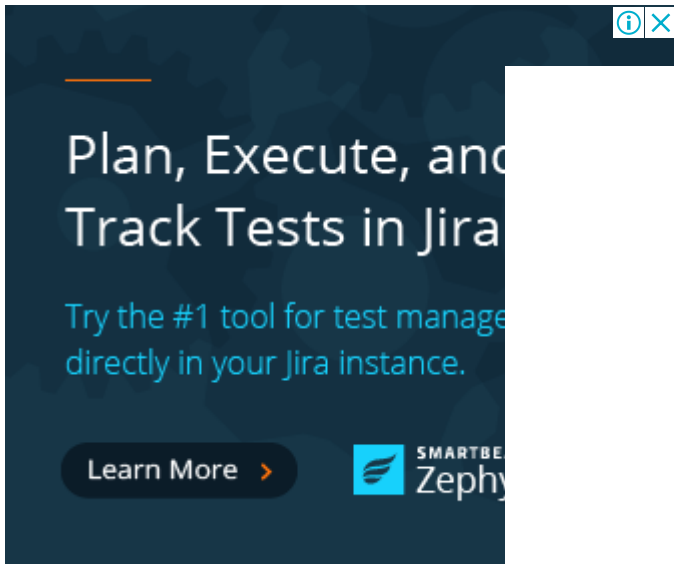 Plan, Execute, and
Track Tests in Jira
Try the #1 tool for test manage
directly in your Jira instance.
Learn More
SMARTBE
Zephy